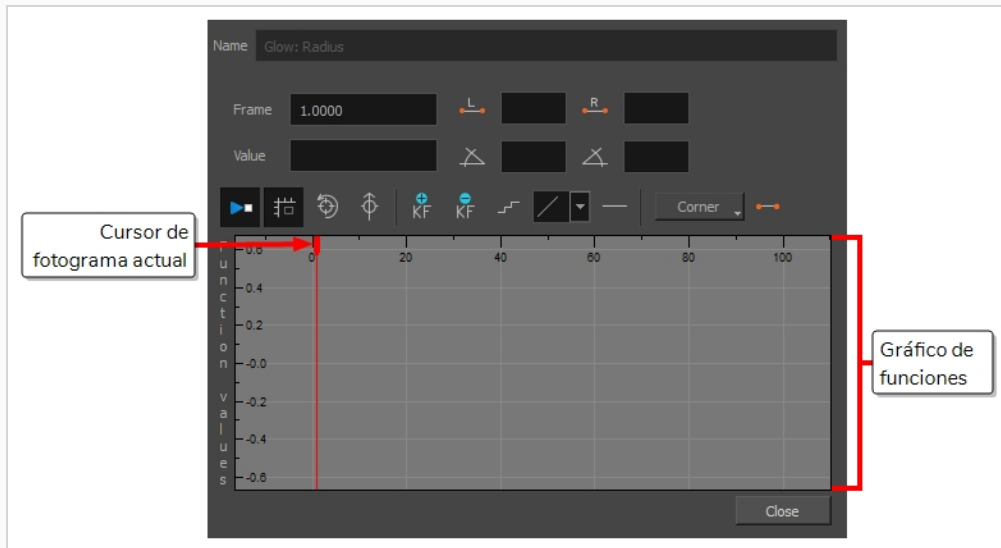 Name Glow: Radius
Frame 1.0000 L R
Value
KF KF Corner
Cursor de
fotograma actual
Function values
0 20 40 60 80 100
-0.6
-0.4
-0.2
-0.0
-0.2
-0.4
-0.6
Gráfico de
funciones
Close